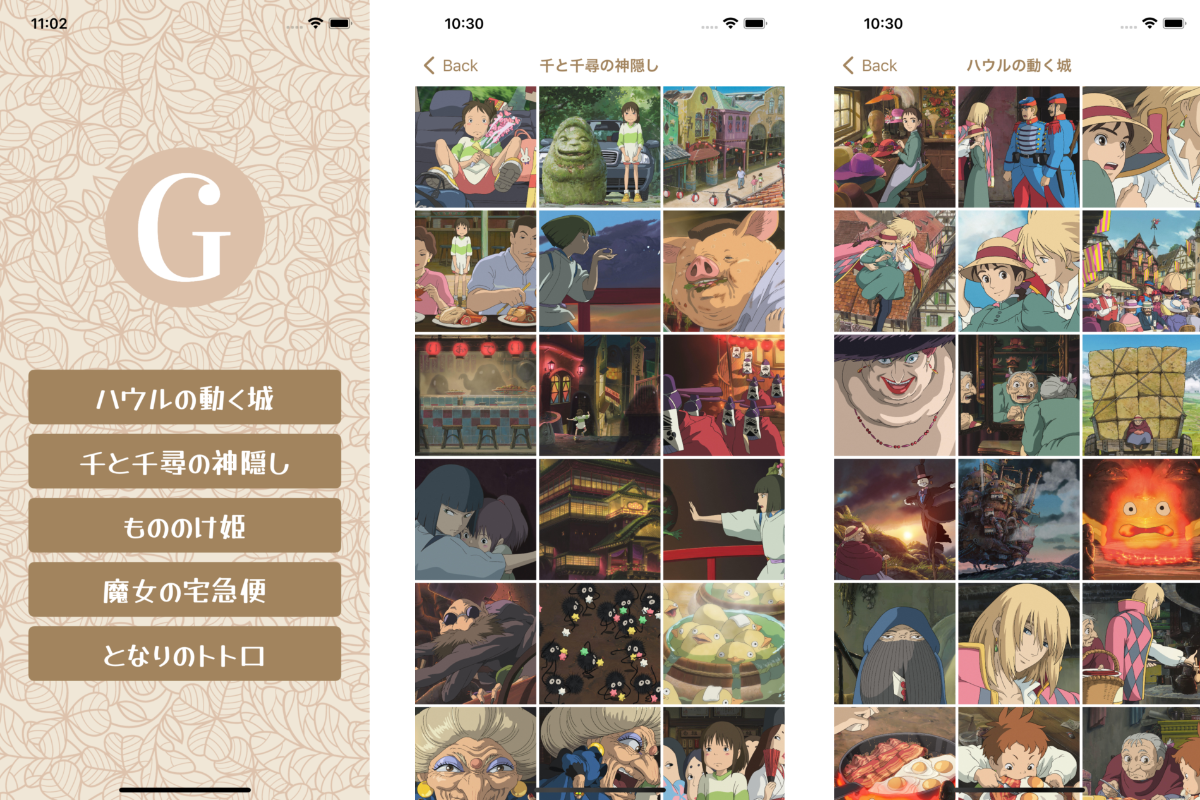 11:02
G
ハウルの動く城
千と千尋の神隠し
もののけ姫
魔女の宅急便
となりのトトロ
10:30
Back
千と千尋の神隠し
10:30
Back
ハウルの動く城